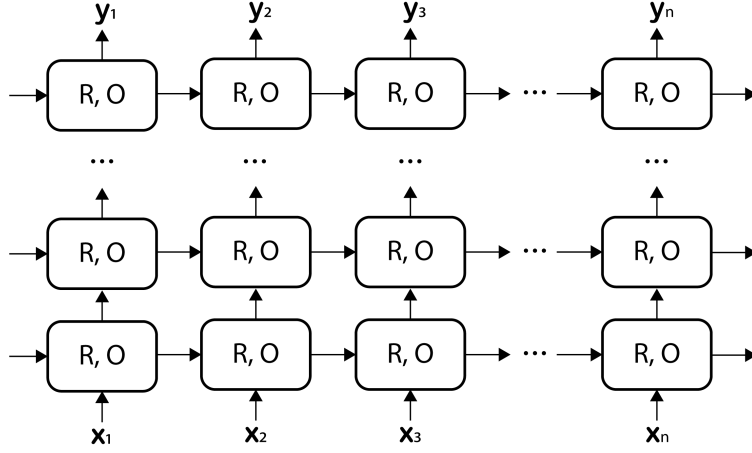 y1 y2 y3 yn
R, O R, O R, O ... R, O
... ... ... ...
R, O R, O R, O ... R, O
R, O R, O R, O ... R, O
x1 x2 x3 xn